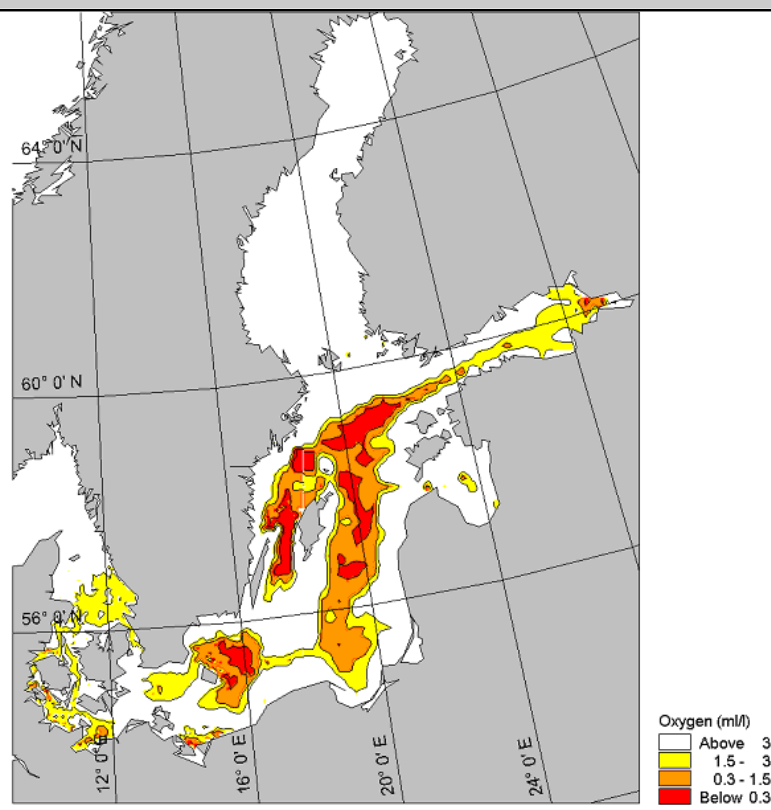 64° 0' N
60° 0' N
56° 0' N
12° 0' E
16° 0' E
20° 0' E
24° 0' E
Oxygen (ml/l)
Above 3
1.5 - 3
0.3 - 1.5
Below 0.3